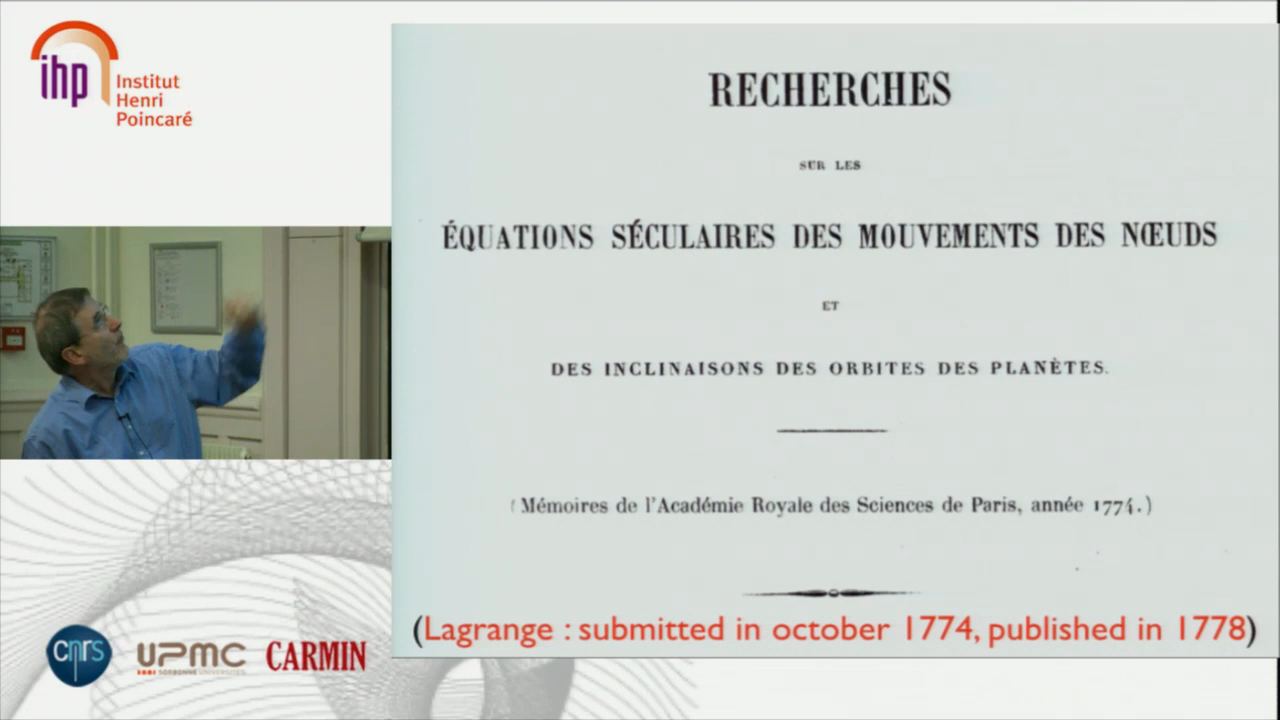 ihp
Institut
Henri
Poincaré
RECHERCHES
SUR LES
ÉQUATIONS SÉCULAIRES DES MOUVEMENTS DES NŒUDS
ET
DES INCLINAISONS DES ORBITES DES PLANÈTES.
(Mémoires de l'Académie Royale des Sciences de Paris, année 1774.)
(Lagrange : submitted in october 1774, published in 1778)
cnrs
UPMC
SORBONNE UNIVERSITÉS
CARMIN